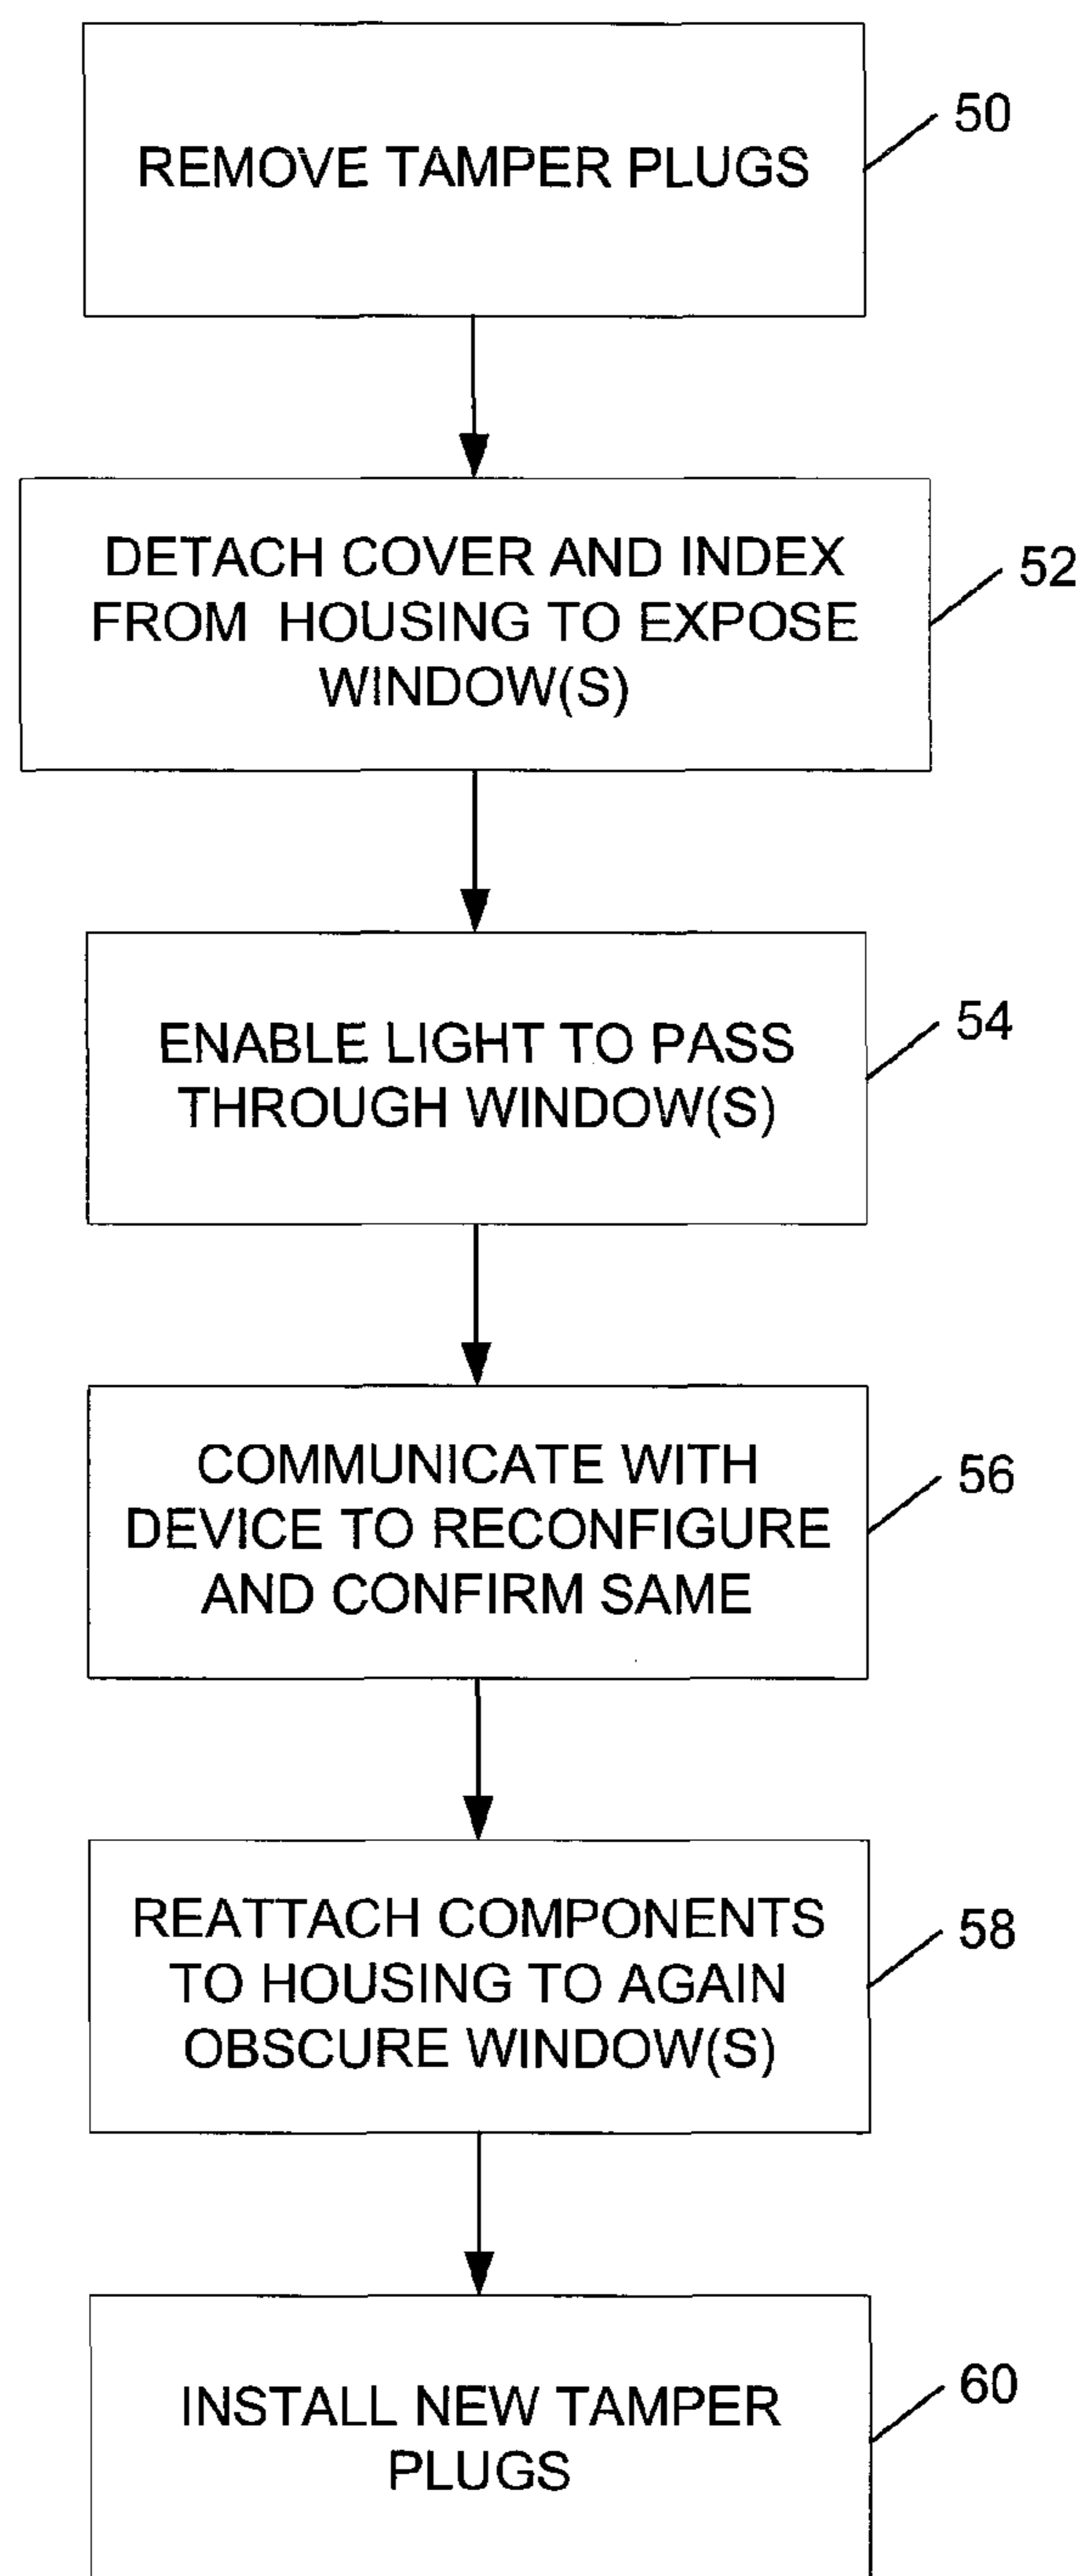 REMOVE TAMPER PLUGS
50
DETACH COVER AND INDEX
FROM HOUSING TO EXPOSE
WINDOW(S)
52
ENABLE LIGHT TO PASS
THROUGH WINDOW(S)
54
COMMUNICATE WITH
DEVICE TO RECONFIGURE
AND CONFIRM SAME
56
REATTACH COMPONENTS
TO HOUSING TO AGAIN
OBSCURE WINDOW(S)
58
INSTALL NEW TAMPER
PLUGS
60